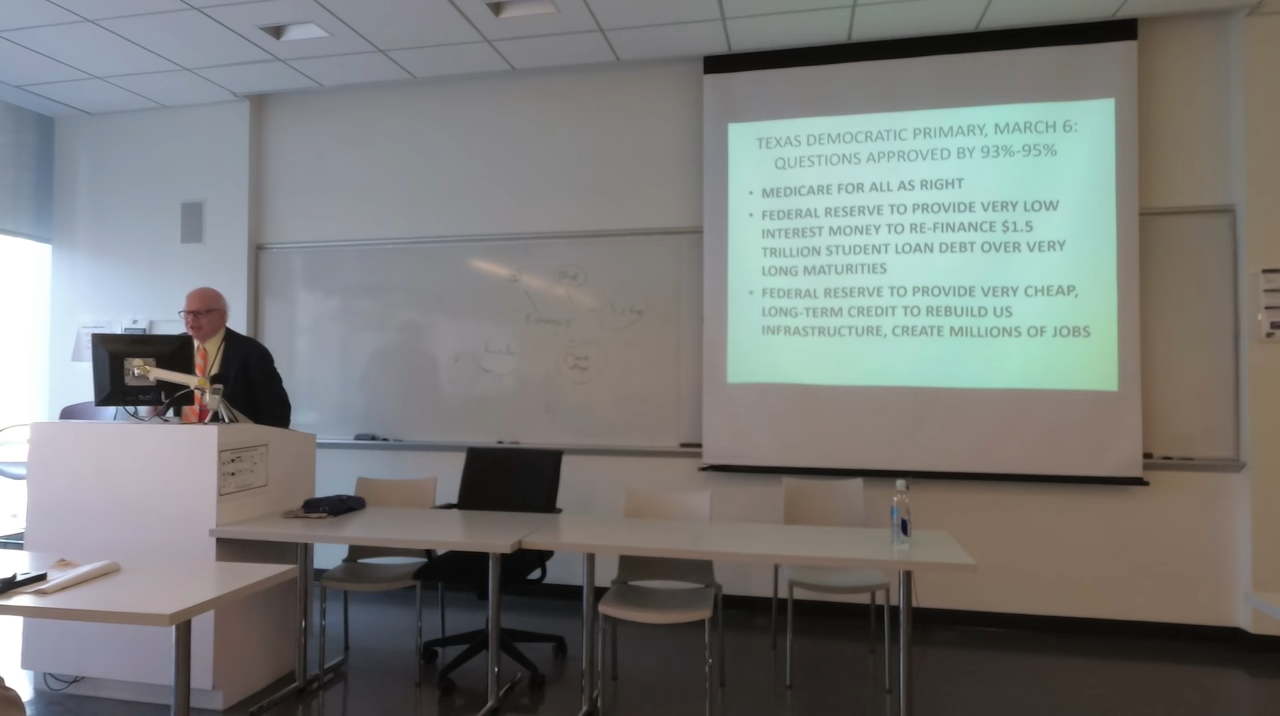 TEXAS DEMOCRATIC PRIMARY, MARCH 6:
QUESTIONS APPROVED BY 93%-95%
• MEDICARE FOR ALL AS RIGHT
• FEDERAL RESERVE TO PROVIDE VERY LOW
INTEREST MONEY TO RE-FINANCE $1.5
TRILLION STUDENT LOAN DEBT OVER VERY
LONG MATURITIES
• FEDERAL RESERVE TO PROVIDE VERY CHEAP,
LONG-TERM CREDIT TO REBUILD US
INFRASTRUCTURE, CREATE MILLIONS OF JOBS